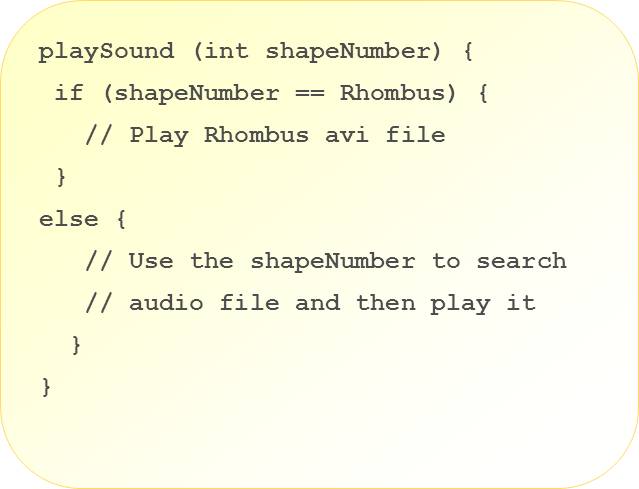 playSound (int shapeNumber) {
if (shapeNumber == Rhombus) {
// Play Rhombus avi file
}
else {
// Use the shapeNumber to search
// audio file and then play it
}
}